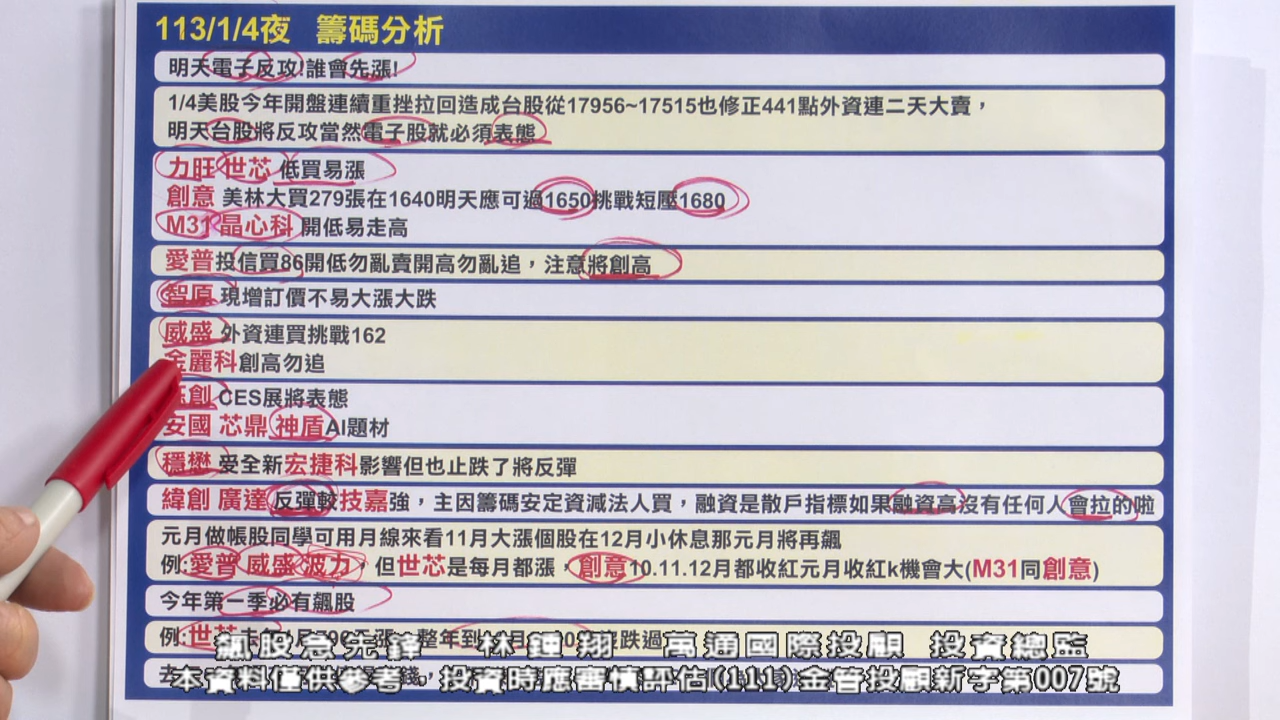 113/1/4夜 籌碼分析
明天電子反攻!誰會先漲!
1/4美股今年開盤連續重挫拉回造成台股從17956~17515也修正441點外資連二天大賣，
明天台股將反攻當然電子股就必須表態
力旺 世芯 低買易漲
創意 美林大買279張在1640明天應可過1650挑戰短壓1680
M31 晶心科 開低易走高
愛普投信買86開低勿亂賣開高勿亂追，注意將創高
智原 現增訂價不易大漲大跌
威盛 外資連買挑戰162
金麗科創高勿追
鈺創 CES展將表態
安國 芯鼎 神盾AI題材
穩懋 受全新宏捷科影響但也止跌了將反彈
緯創 廣達 反彈較技嘉強，主因籌碼安定資減法人買，融資是散戶指標如果融資高沒有任何人會拉的啦
元月做帳股同學可用月線來看11月大漲個股在12月小休息那元月將再飆
例:愛普 威盛 波力，但世芯是每月都漲，創意10.11.12月都收紅元月收紅k機會大(M31同創意)
今年第一季必有飆股
例:世芯 整年到 跌過
飆股急先鋒 林鍾翔 萬通國際投顧 投資總監
本資料僅供參考 投資時應審慎評估(111)金管投顧新字第007號